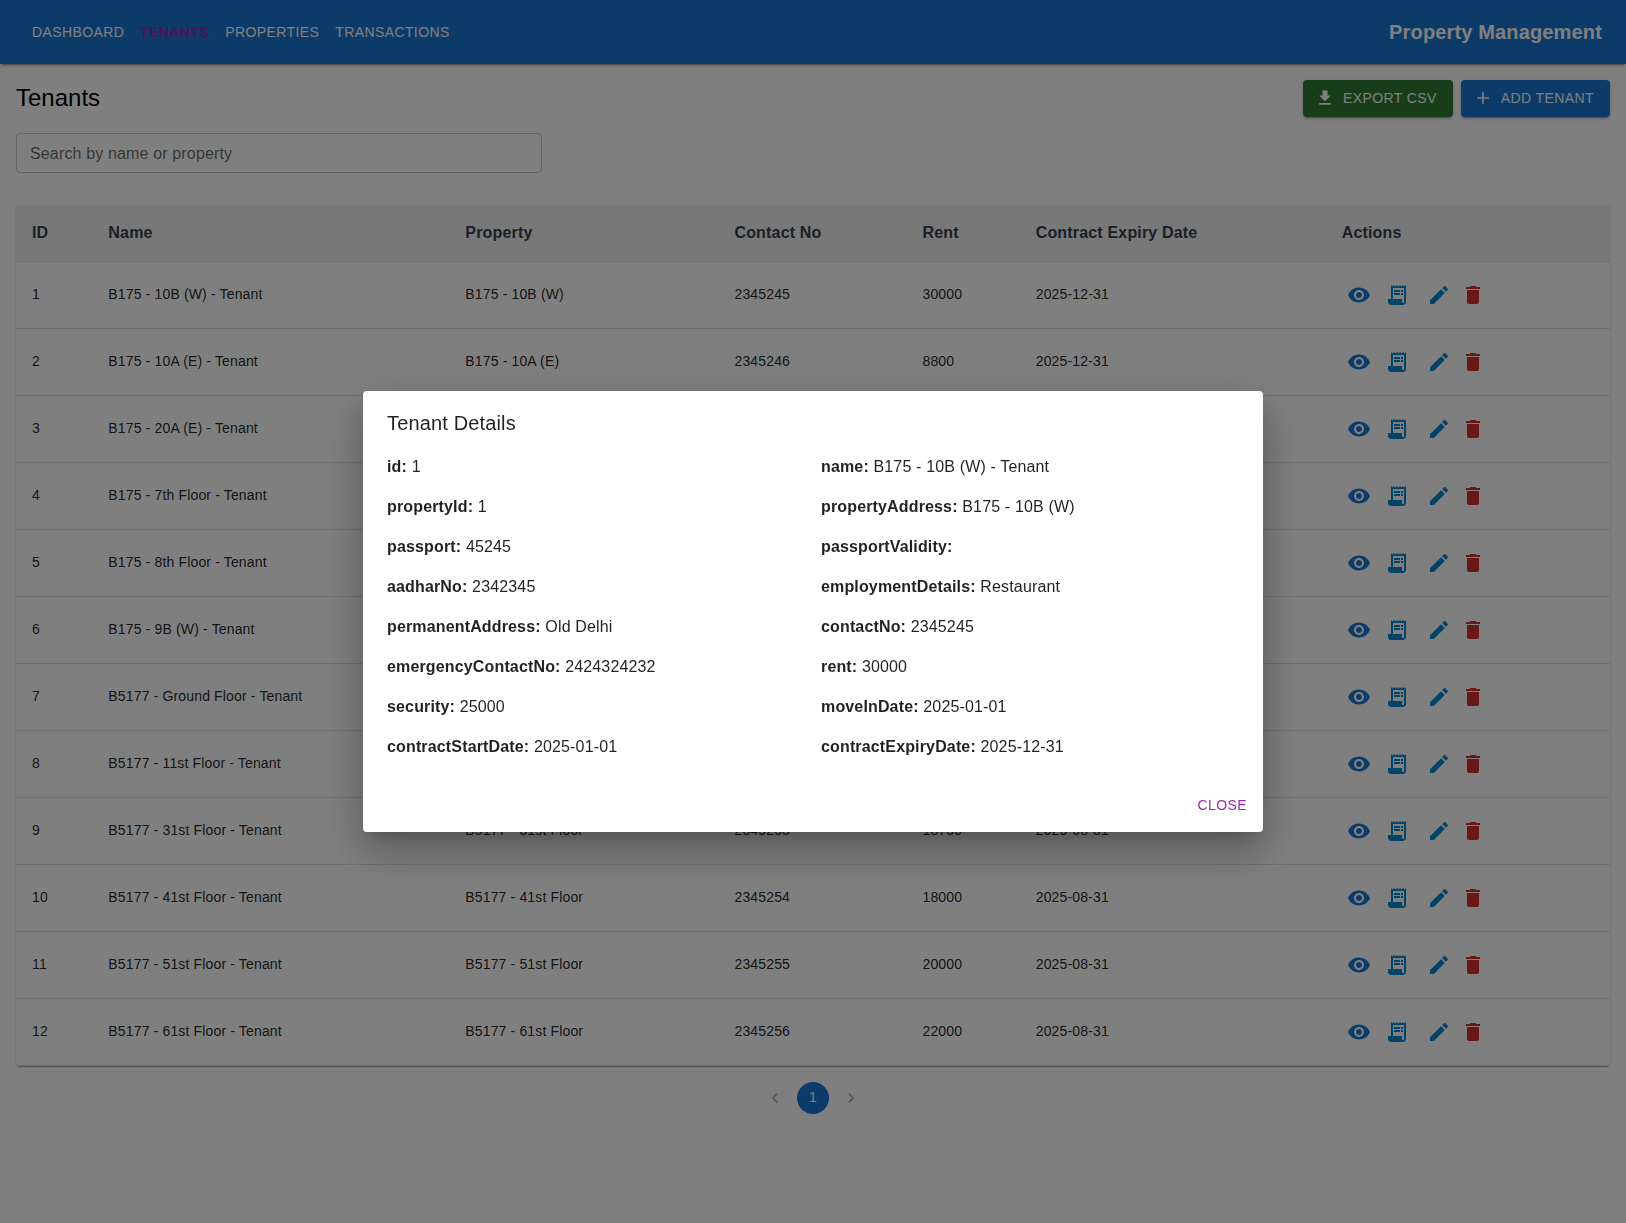 DASHBOARD TENANTS PROPERTIES TRANSACTIONS Property Management
Tenants EXPORT CSV ADD TENANT
Search by name or property
ID Name Property Contact No Rent Contract Expiry Date Actions
1 B175 - 10B (W) - Tenant B175 - 10B (W) 2345245 30000 2025-12-31
2 B175 - 10A (E) - Tenant B175 - 10A (E) 2345246 8800 2025-12-31
3 B175 - 20A (E) - Tenant
4 B175 - 7th Floor - Tenant
5 B175 - 8th Floor - Tenant
6 B175 - 9B (W) - Tenant
7 B5177 - Ground Floor - Tenant
8 B5177 - 11st Floor - Tenant
9 B5177 - 31st Floor - Tenant
10 B5177 - 41st Floor - Tenant B5177 - 41st Floor 2345254 18000 2025-08-31
11 B5177 - 51st Floor - Tenant B5177 - 51st Floor 2345255 20000 2025-08-31
12 B5177 - 61st Floor - Tenant B5177 - 61st Floor 2345256 22000 2025-08-31
1
Tenant Details
id: 1 name: B175 - 10B (W) - Tenant
propertyId: 1 propertyAddress: B175 - 10B (W)
passport: 45245 passportValidity:
aadharNo: 2342345 employmentDetails: Restaurant
permanentAddress: Old Delhi contactNo: 2345245
emergencyContactNo: 2424324232 rent: 30000
security: 25000 moveInDate: 2025-01-01
contractStartDate: 2025-01-01 contractExpiryDate: 2025-12-31
CLOSE